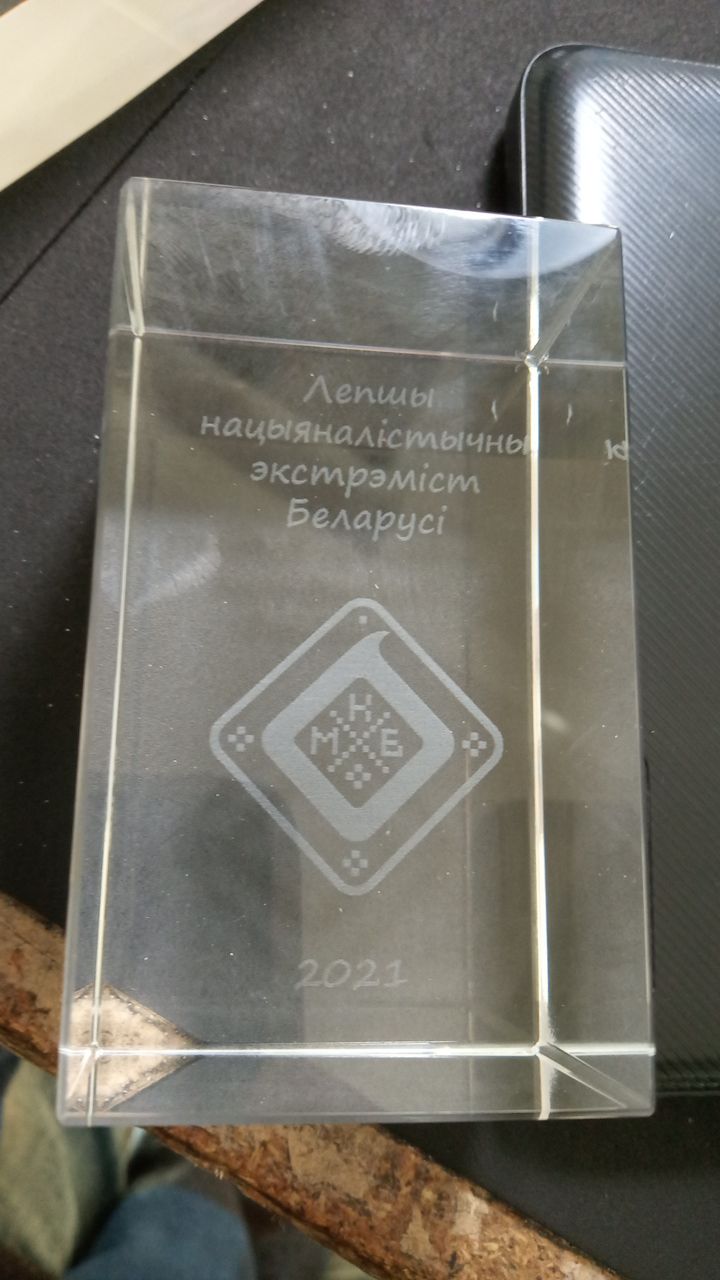 Лепшы
нацыяналістычны
экстрэміст
Беларусі
Н
М Б
2021